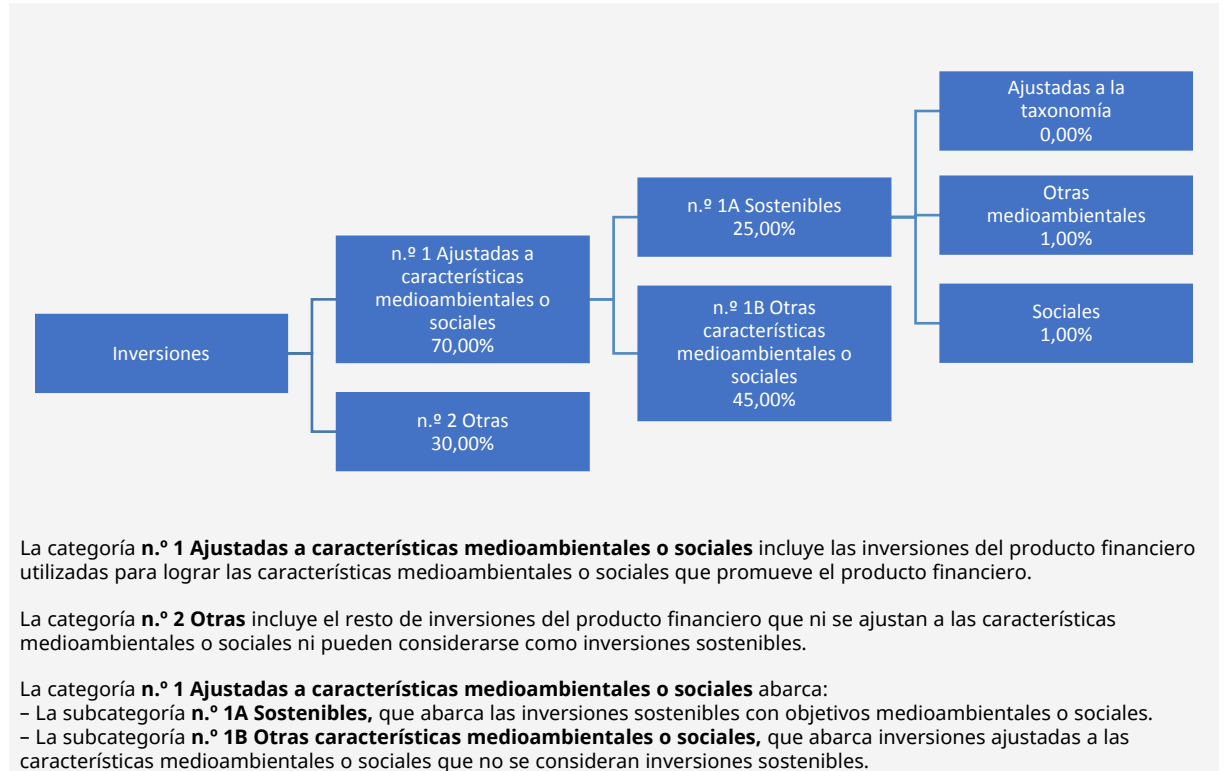 Inversiones
n.º 1 Ajustadas a
características
medioambientales o
sociales
70,00%
n.º 2 Otras
30,00%
n.º 1A Sostenibles
25,00%
n.º 1B Otras
características
medioambientales o
sociales
45,00%
Ajustadas a la
taxonomía
0,00%
Otras
medioambientales
1,00%
Sociales
1,00%
La categoría n.º 1 Ajustadas a características medioambientales o sociales incluye las inversiones del producto financiero
utilizadas para lograr las características medioambientales o sociales que promueve el producto financiero.
La categoría n.º 2 Otras incluye el resto de inversiones del producto financiero que ni se ajustan a las características
medioambientales o sociales ni pueden considerarse como inversiones sostenibles.
La categoría n.º 1 Ajustadas a características medioambientales o sociales abarca:
– La subcategoría n.º 1A Sostenibles, que abarca las inversiones sostenibles con objetivos medioambientales o sociales.
– La subcategoría n.º 1B Otras características medioambientales o sociales, que abarca inversiones ajustadas a las
características medioambientales o sociales que no se consideran inversiones sostenibles.